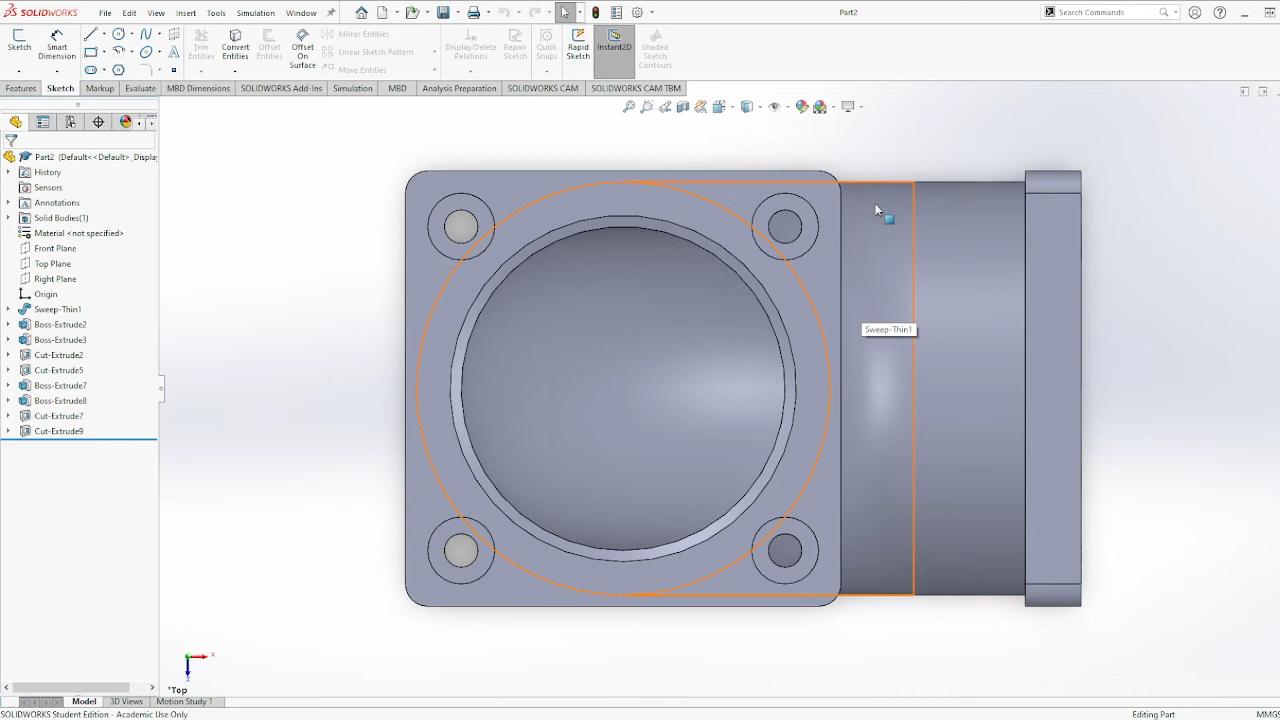 SOLIDWORKS File Edit View Insert Tools Simulation Window Part2 Search Commands
Sketch Smart Dimension Trim Entities Convert Entities Offset Entities Offset On Surface Mirror Entities Linear Sketch Pattern Move Entities Display/Delete Relations Repair Sketch Quick Snaps Rapid Sketch Instant2D Shaded Sketch Contours
Features Sketch Markup Evaluate MBD Dimensions SOLIDWORKS Add-Ins Simulation MBD Analysis Preparation SOLIDWORKS CAM SOLIDWORKS CAM TBM
Part2 (Default<<Default>_Displa
History
Sensors
Annotations
Solid Bodies(1)
Material <not specified>
Front Plane
Top Plane
Right Plane
Origin
Sweep-Thin1
Boss-Extrude2
Boss-Extrude3
Cut-Extrude2
Cut-Extrude5
Boss-Extrude7
Boss-Extrude8
Cut-Extrude7
Cut-Extrude9
Sweep-Thin1
X
Z
*Top
Model 3D Views Motion Study 1
SOLIDWORKS Student Edition - Academic Use Only Editing Part MMGS